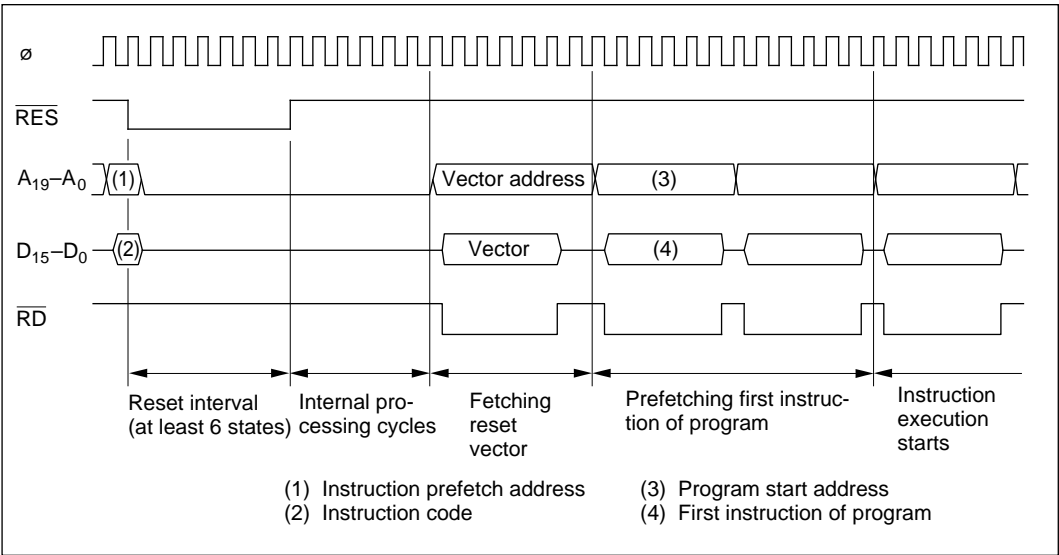 ø
RES
A19–A0 (1) Vector address (3)
D15–D0 (2) Vector (4)
RD
Reset interval
(at least 6 states)
Internal pro-
cessing cycles
Fetching
reset
vector
Prefetching first instruc-
tion of program
Instruction
execution
starts
(1) Instruction prefetch address
(2) Instruction code
(3) Program start address
(4) First instruction of program